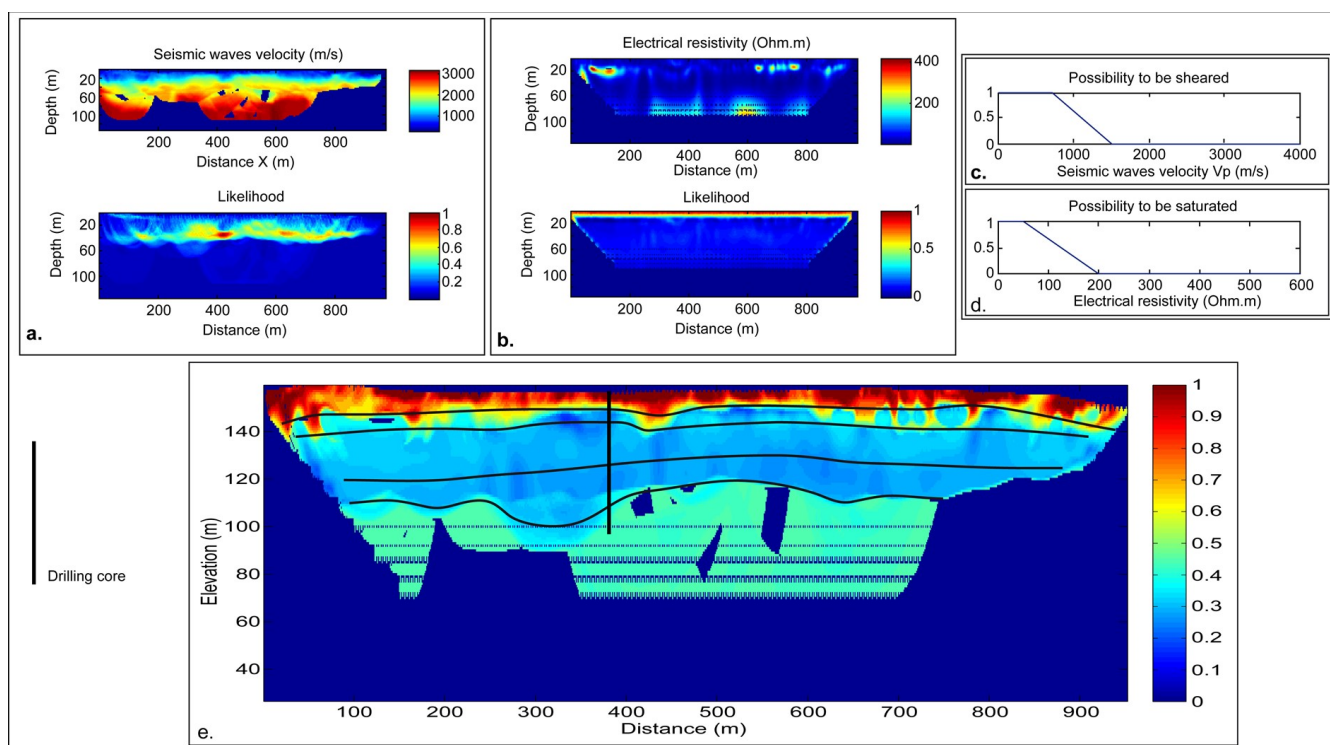 Seismic waves velocity (m/s)
Depth (m)
20
60
100
200 400 600 800
Distance X (m)
3000
2000
1000
Likelihood
Depth (m)
20
60
100
200 400 600 800
Distance (m)
1
0.8
0.6
0.4
0.2
a.
Electrical resistivity (Ohm.m)
Depth (m)
20
60
100
200 400 600 800
Distance (m)
400
200
Likelihood
Depth (m)
20
60
100
200 400 600 800
Distance (m)
1
0.5
0
b.
Possibility to be sheared
1
0.5
0
0 1000 2000 3000 4000
c. Seismic waves velocity Vp (m/s)
Possibility to be saturated
1
0.5
0
0 100 200 300 400 500 600
d. Electrical resistivity (Ohm.m)
Drilling core
Elevation (m)
140
120
100
80
60
40
100 200 300 400 500 600 700 800 900
Distance (m)
1
0.9
0.8
0.7
0.6
0.5
0.4
0.3
0.2
0.1
0
e.